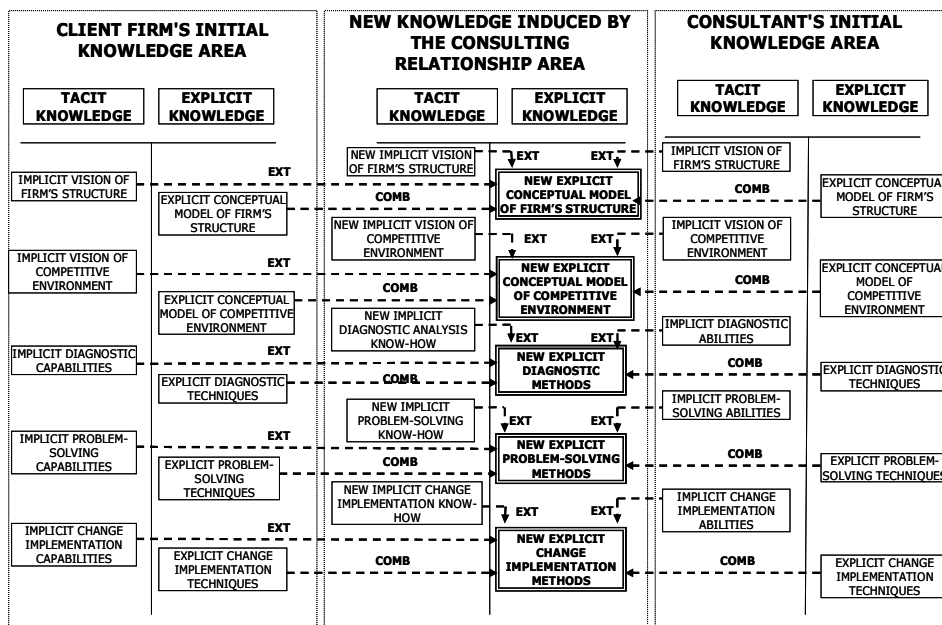 CLIENT FIRM'S INITIAL
KNOWLEDGE AREA
NEW KNOWLEDGE INDUCED BY
THE CONSULTING
RELATIONSHIP AREA
CONSULTANT'S INITIAL
KNOWLEDGE AREA
TACIT
KNOWLEDGE
EXPLICIT
KNOWLEDGE
TACIT
KNOWLEDGE
EXPLICIT
KNOWLEDGE
TACIT
KNOWLEDGE
EXPLICIT
KNOWLEDGE
NEW IMPLICIT VISION
OF FIRM'S STRUCTURE
EXT
EXT
IMPLICIT VISION OF
FIRM'S STRUCTURE
IMPLICIT VISION OF
FIRM'S STRUCTURE
EXT
NEW EXPLICIT
CONCEPTUAL MODEL
OF FIRM'S STRUCTURE
EXPLICIT CONCEPTUAL
MODEL OF FIRM'S
STRUCTURE
COMB
COMB
EXPLICIT CONCEPTUAL
MODEL OF FIRM'S
STRUCTURE
NEW IMPLICIT VISION OF
COMPETITIVE
ENVIRONMENT
EXT
EXT
IMPLICIT VISION OF
COMPETITIVE
ENVIRONMENT
IMPLICIT VISION OF
COMPETITIVE
ENVIRONMENT
EXT
NEW EXPLICIT
CONCEPTUAL MODEL
OF COMPETITIVE
ENVIRONMENT
EXPLICIT CONCEPTUAL
MODEL OF COMPETITIVE
ENVIRONMENT
COMB
COMB
EXPLICIT CONCEPTUAL
MODEL OF
COMPETITIVE
ENVIRONMENT
NEW IMPLICIT
DIAGNOSTIC ANALYSIS
KNOW-HOW
EXT
EXT
IMPLICIT DIAGNOSTIC
ABILITIES
IMPLICIT DIAGNOSTIC
CAPABILITIES
EXT
NEW EXPLICIT
DIAGNOSTIC
METHODS
EXPLICIT DIAGNOSTIC
TECHNIQUES
COMB
COMB
EXPLICIT DIAGNOSTIC
TECHNIQUES
NEW IMPLICIT
PROBLEM-SOLVING
KNOW-HOW
EXT
EXT
IMPLICIT PROBLEM-
SOLVING ABILITIES
IMPLICIT PROBLEM-
SOLVING CAPABILITIES
EXT
NEW EXPLICIT
PROBLEM-SOLVING
METHODS
EXPLICIT PROBLEM-
SOLVING
TECHNIQUES
COMB
COMB
EXPLICIT PROBLEM-
SOLVING TECHNIQUES
NEW IMPLICIT CHANGE
IMPLEMENTATION KNOW-
HOW
EXT
EXT
IMPLICIT CHANGE
IMPLEMENTATION
ABILITIES
IMPLICIT CHANGE
IMPLEMENTATION
CAPABILITIES
EXT
NEW EXPLICIT
CHANGE
IMPLEMENTATION
METHODS
EXPLICIT CHANGE
IMPLEMENTATION
TECHNIQUES
COMB
COMB
EXPLICIT CHANGE
IMPLEMENTATION
TECHNIQUES